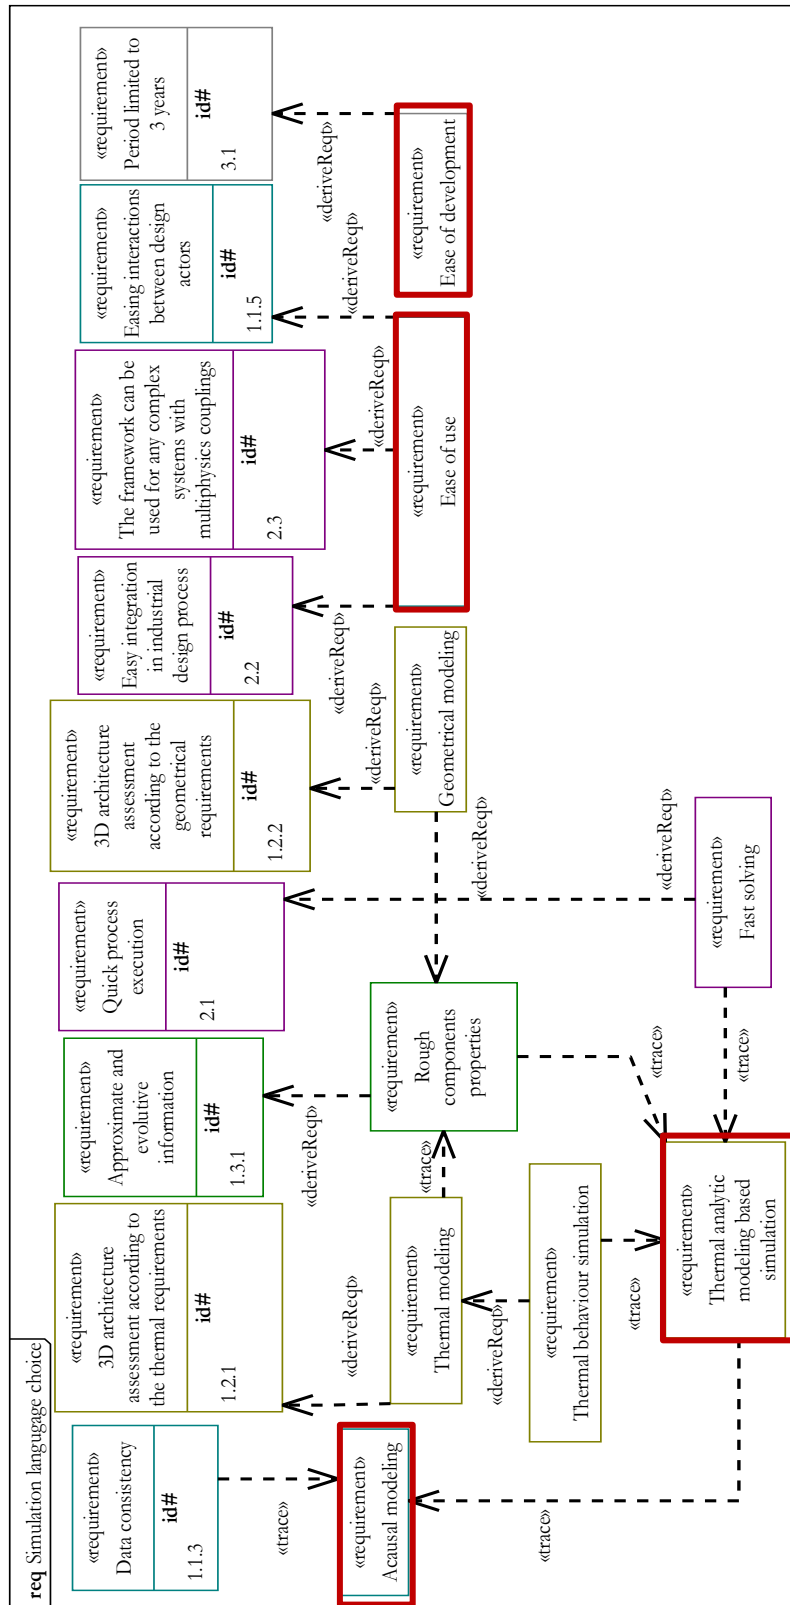 req Simulation langugage choice
«requirement»
Data consistency
id#
1.1.3
«requirement»
3D architecture
assessment according to
the thermal requirements
id#
1.2.1
«requirement»
Approximate and
evolutive
information
id#
1.3.1
«requirement»
Quick process
execution
id#
2.1
«requirement»
3D architecture
assessment
according to the
geometrical
requirements
id#
1.2.2
«requirement»
Easy integration
in industrial
design process
id#
2.2
«requirement»
The framework can be
used for any complex
systems with
multiphysics couplings
id#
2.3
«requirement»
Easing interactions
between design
actors
id#
1.1.5
«requirement»
Period limited to
3 years
id#
3.1
«trace»
«deriveReqt»
«deriveReqt»
«deriveReqt»
«deriveReqt»
«deriveReqt»
«deriveReqt»
«deriveReqt»
«requirement»
Acausal modeling
«requirement»
Thermal modeling
«trace»
«requirement»
Rough
components
properties
«requirement»
Geometrical modeling
«requirement»
Ease of use
«requirement»
Ease of development
«deriveReqt»
«deriveReqt»
«requirement»
Thermal behaviour simulation
«trace»
«trace»
«deriveReqt»
«requirement»
Fast solving
«trace»
«trace»
«requirement»
Thermal analytic
modeling based
simulation